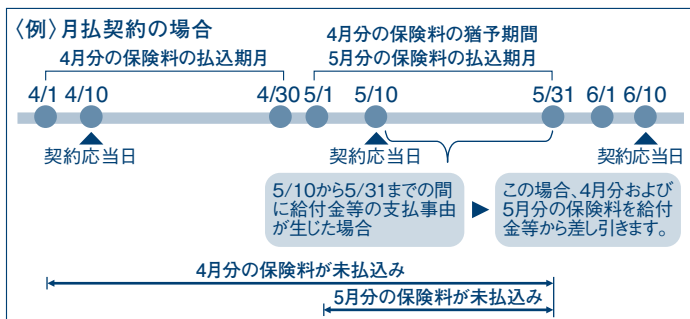 〈例〉月払契約の場合
4月分の保険料の払込期月
4月分の保険料の猶予期間
5月分の保険料の払込期月
4/1 4/10 4/30 5/1 5/10 5/31 6/1 6/10
契約応当日 契約応当日 契約応当日
5/10から5/31までの間
に給付金等の支払事由
が生じた場合
この場合、4月分および
5月分の保険料を給付
金等から差し引きます。
4月分の保険料が未払込み
5月分の保険料が未払込み